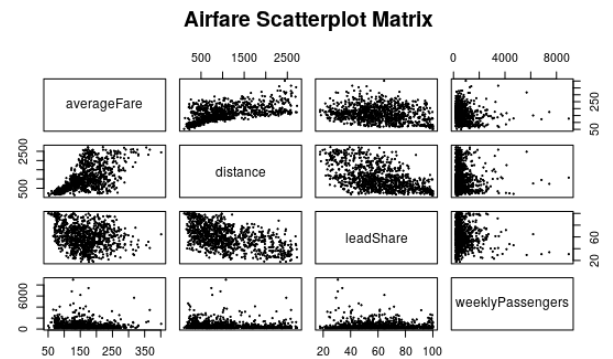 Airfare Scatterplot Matrix
500 1500 2500 0 4000 8000
averageFare
50 250
500 2500
distance
leadShare
20 60
0 6000
weeklyPassengers
50 150 250 350 20 40 60 80 100